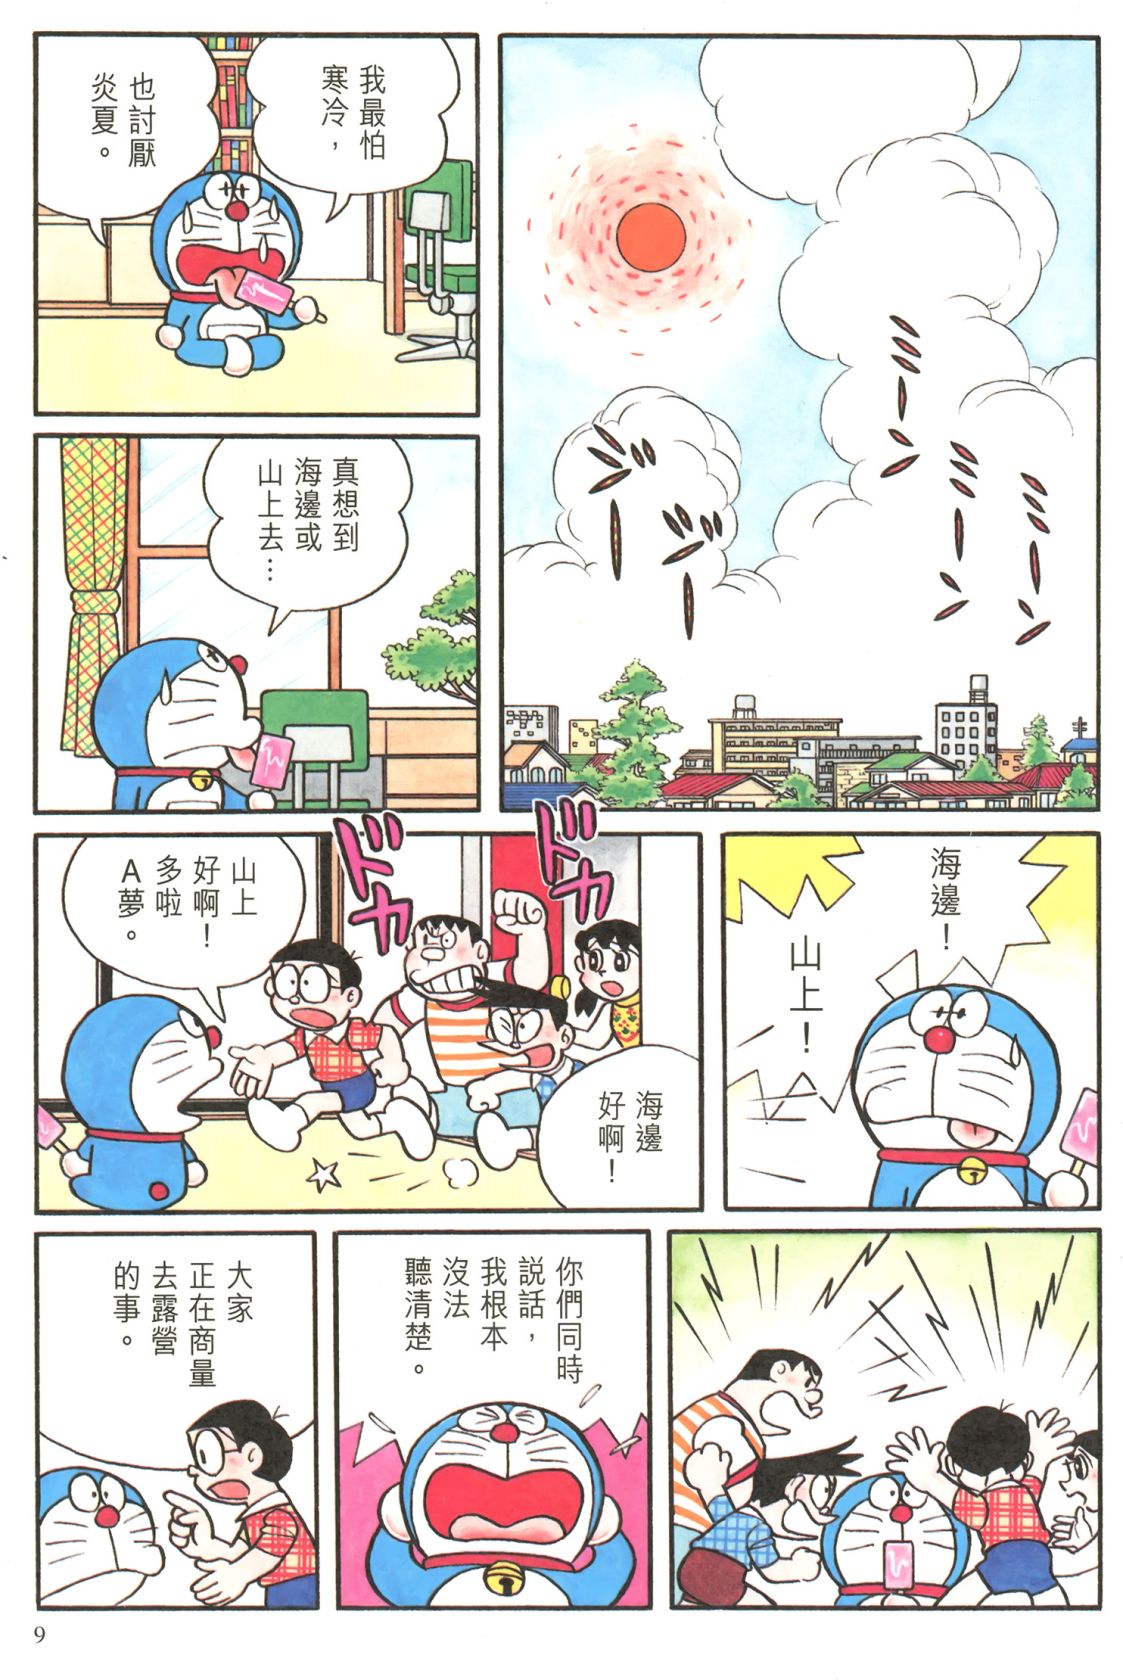 ミーン
ミーン
ミーン
ジー
ジー
我最怕
寒冷，
也討厭
炎夏。
真想到
海邊或
山上去…
海邊！
山上！
ドカ
ドカ
山上
好啊！
多啦
A夢。
海邊
好啊！
你們同時
說話，
我根本
沒法
聽清楚。
大家
正在商量
去露營
的事。
9